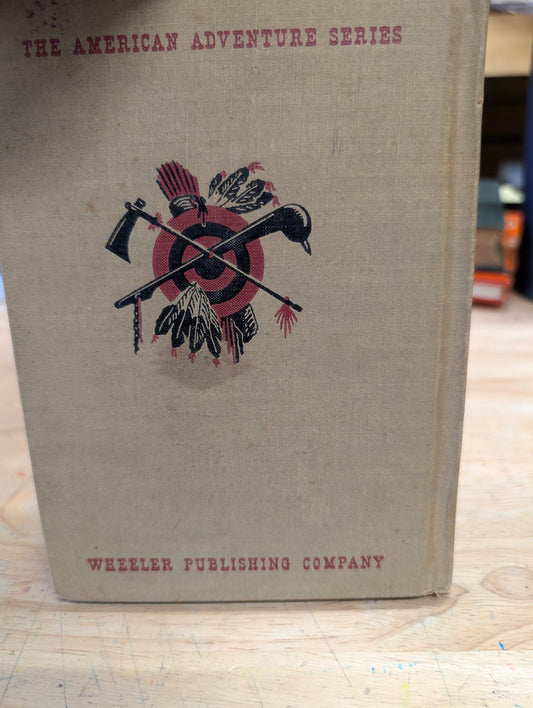 THE AMERICAN ADVENTURE SERIES
WHEELER PUBLISHING COMPANY